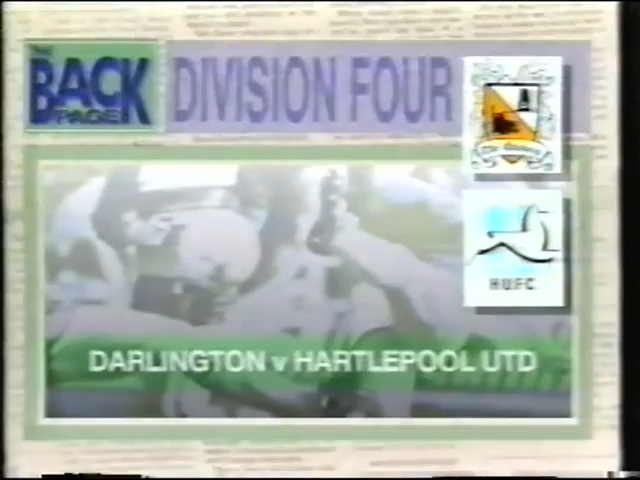 The
BACK
PAGE
DIVISION FOUR
HUFC
DARLINGTON v HARTLEPOOL UTD